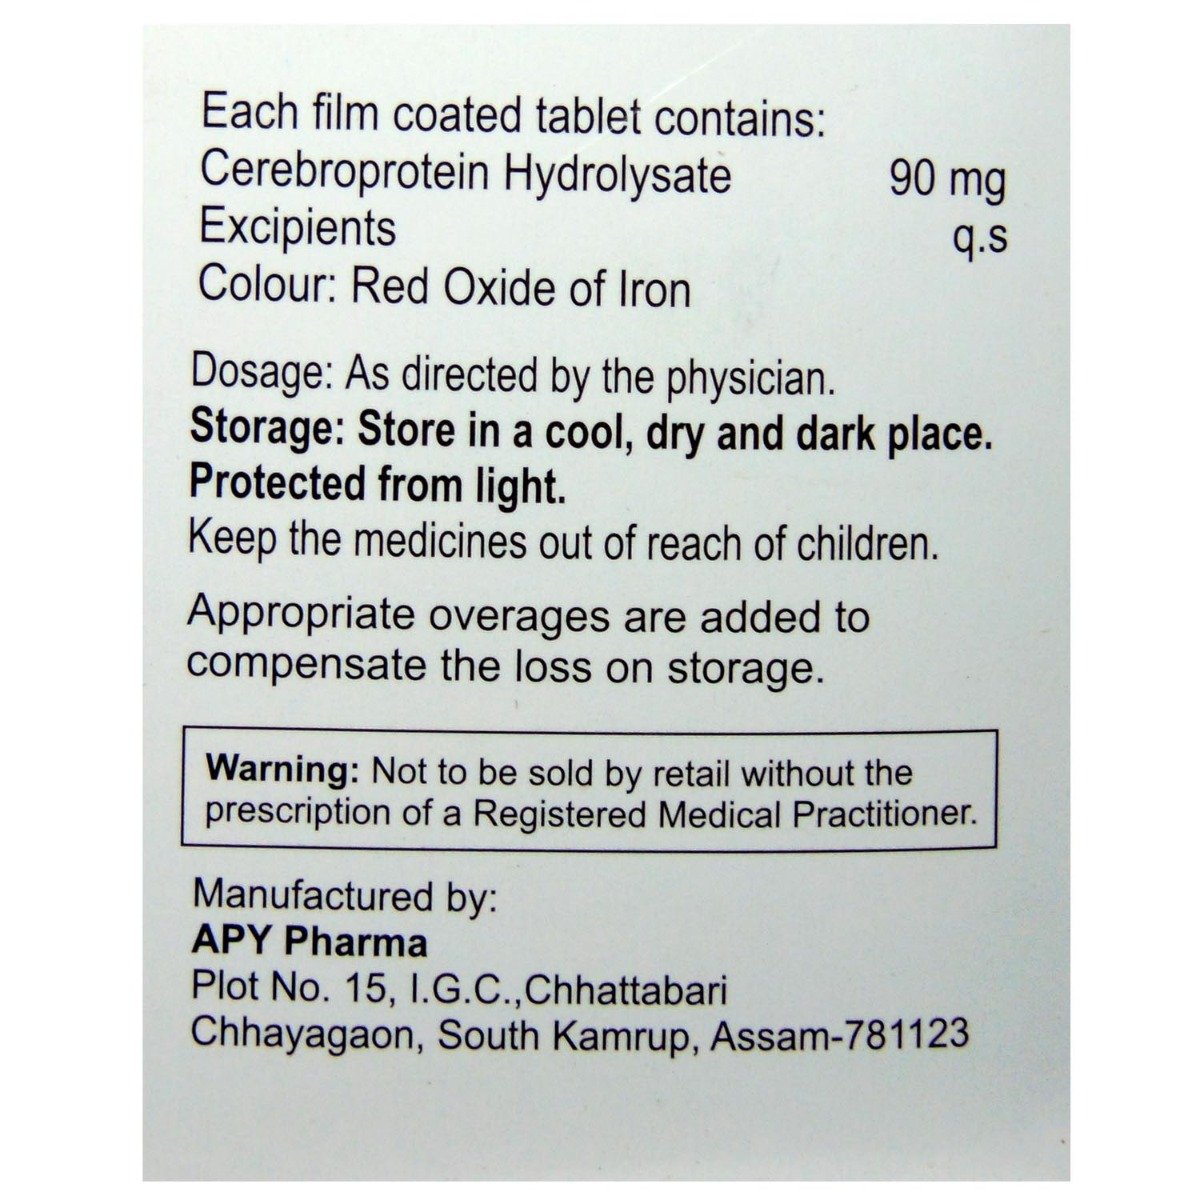 Each film coated tablet contains:
Cerebroprotein Hydrolysate 90 mg
Excipients q.s
Colour: Red Oxide of Iron
Dosage: As directed by the physician.
Storage: Store in a cool, dry and dark place.
Protected from light.
Keep the medicines out of reach of children.
Appropriate overages are added to
compensate the loss on storage.
Warning: Not to be sold by retail without the
prescription of a Registered Medical Practitioner.
Manufactured by:
APY Pharma
Plot No. 15, I.G.C.,Chhattabari
Chhayagaon, South Kamrup, Assam-781123